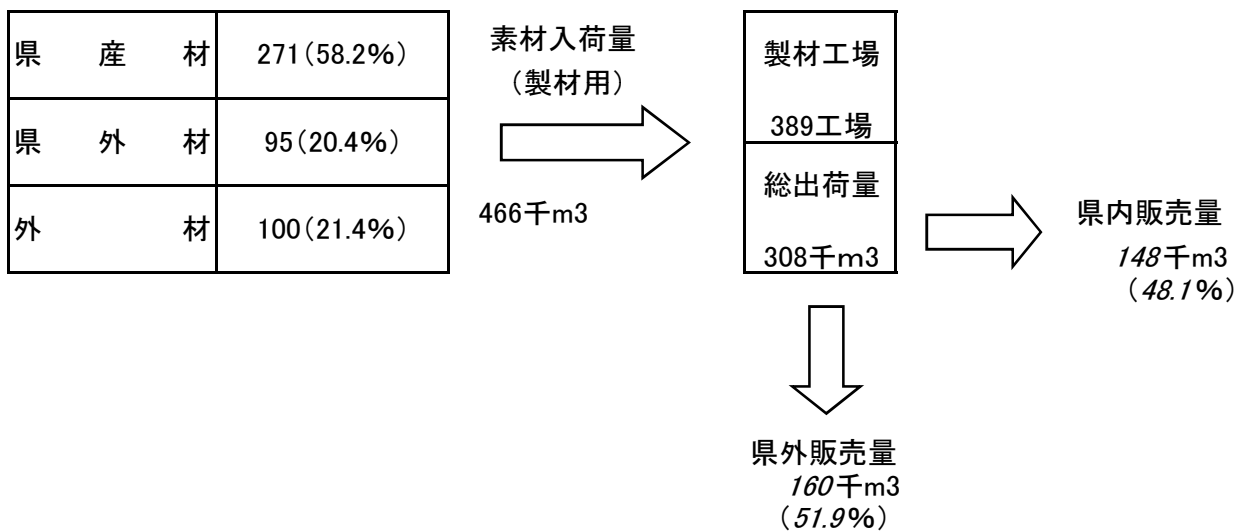 県産材 271(58.2%)
県外材 95(20.4%)
外材 100(21.4%)
素材入荷量
（製材用）
466千m3
製材工場
389工場
総出荷量
308千ｍ3
県内販売量
148千m3
（48.1%）
県外販売量
160千m3
（51.9%）